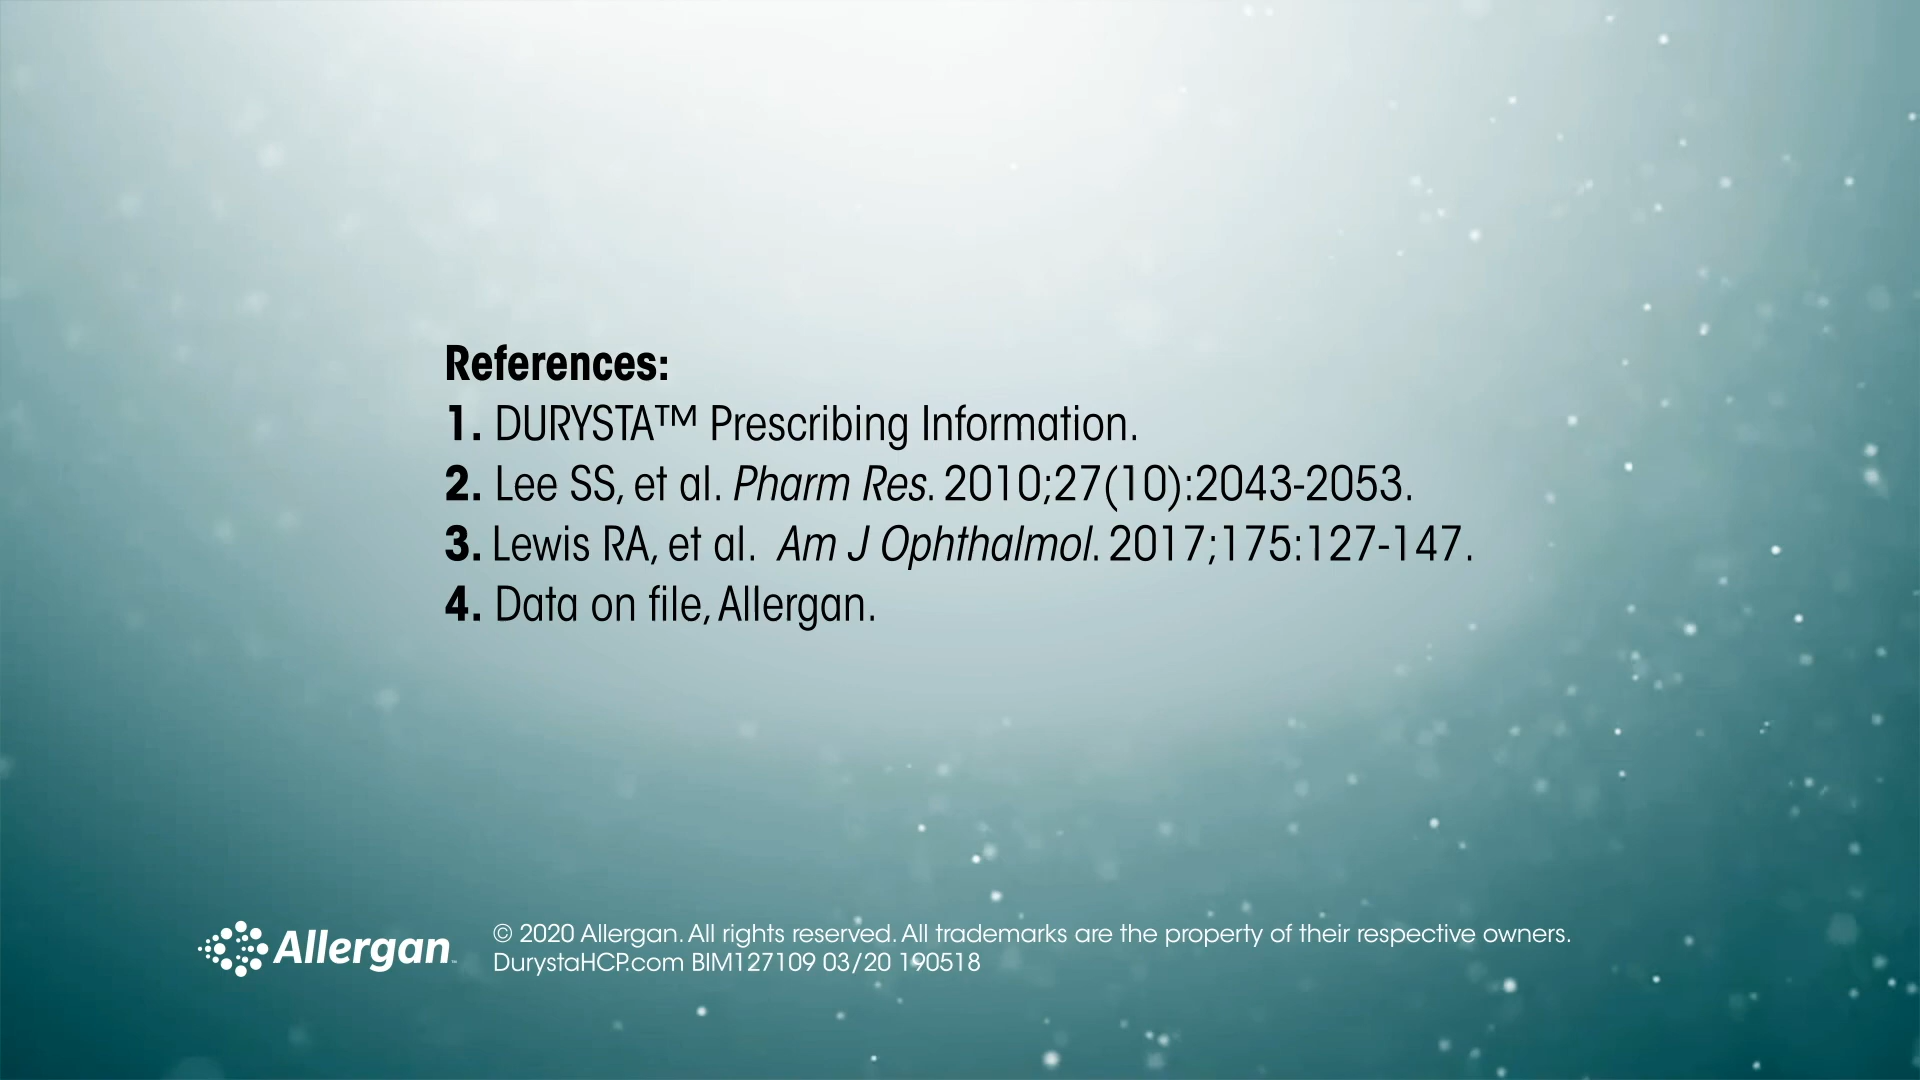 References:
1. DURYSTA™ Prescribing Information.
2. Lee SS, et al. Pharm Res. 2010;27(10):2043-2053.
3. Lewis RA, et al. Am J Ophthalmol. 2017;175:127-147.
4. Data on file, Allergan.
Allergan™
© 2020 Allergan. All rights reserved. All trademarks are the property of their respective owners.
DurystaHCP.com BIM127109 03/20 190518